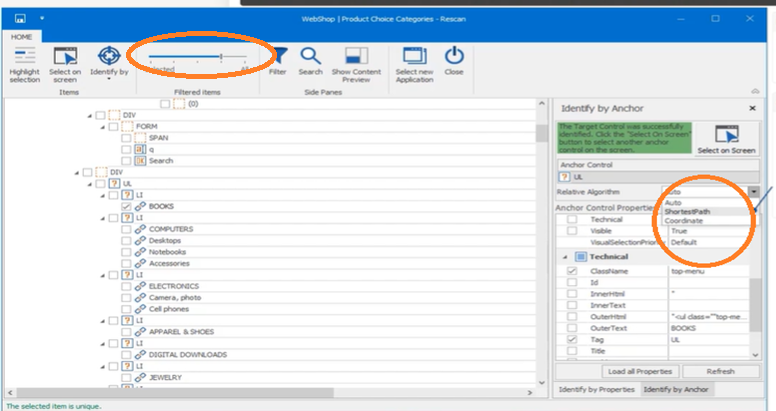 WebShop | Product Choice Categories - Rescan
HOME
Highlight selection
Select on screen
Identify by
Selected
All
Filter
Search
Show Content Preview
Select new Application
Close
Items
Filtered items
Side Panes
(0)
DIV
FORM
SPAN
q
Search
DIV
UL
LI
BOOKS
LI
COMPUTERS
Desktops
Notebooks
Accessories
LI
ELECTRONICS
Camera, photo
Cell phones
LI
APPAREL & SHOES
LI
DIGITAL DOWNLOADS
LI
JEWELRY
LI
Identify by Anchor
The Target Control was successfully
identified. Click the "Select On Screen"
button to select another anchor
control on the screen.
Select on Screen
Anchor Control
UL
Relative Algorithm Auto
Auto
ShortestPath
Coordinate
Anchor Control Properties
Technical
Visible True
VisualSelectionPriority Default
Technical
ClassName top-menu
Id
InnerHtml "
InnerText
OuterHtml "<ul class=""top-me...
OuterText BOOKS
Tag UL
Title
Load all Properties Refresh
Identify by Properties Identify by Anchor
The selected item is unique.